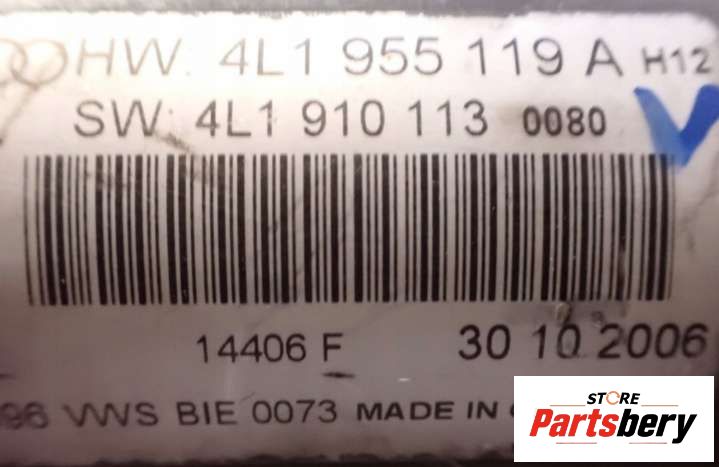 HW: 4L1 955 119 A H12
SW: 4L1 910 113 0080
14406 F 30 10 2006
96 VWS BIE 0073 MADE IN
STORE
Partsbery